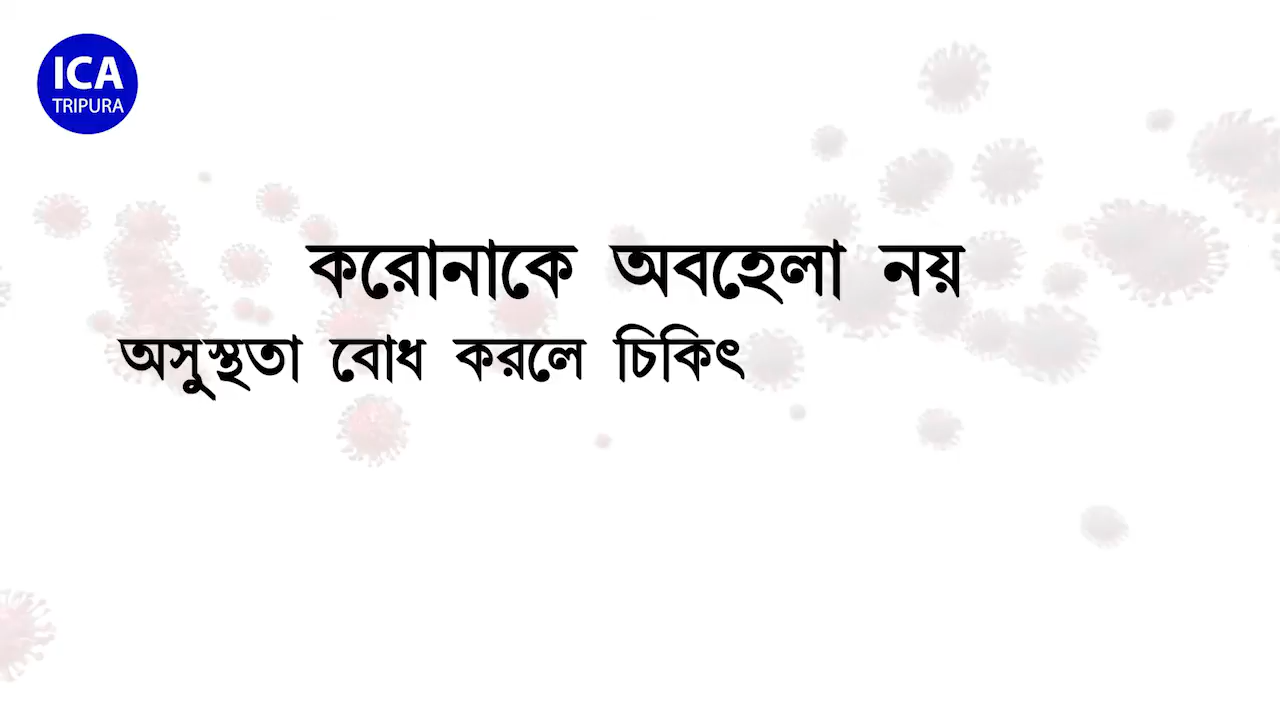 ICA
TRIPURA
করোনাকে অবহেলা নয়
অসুস্থতা বোধ করলে চিকিৎ